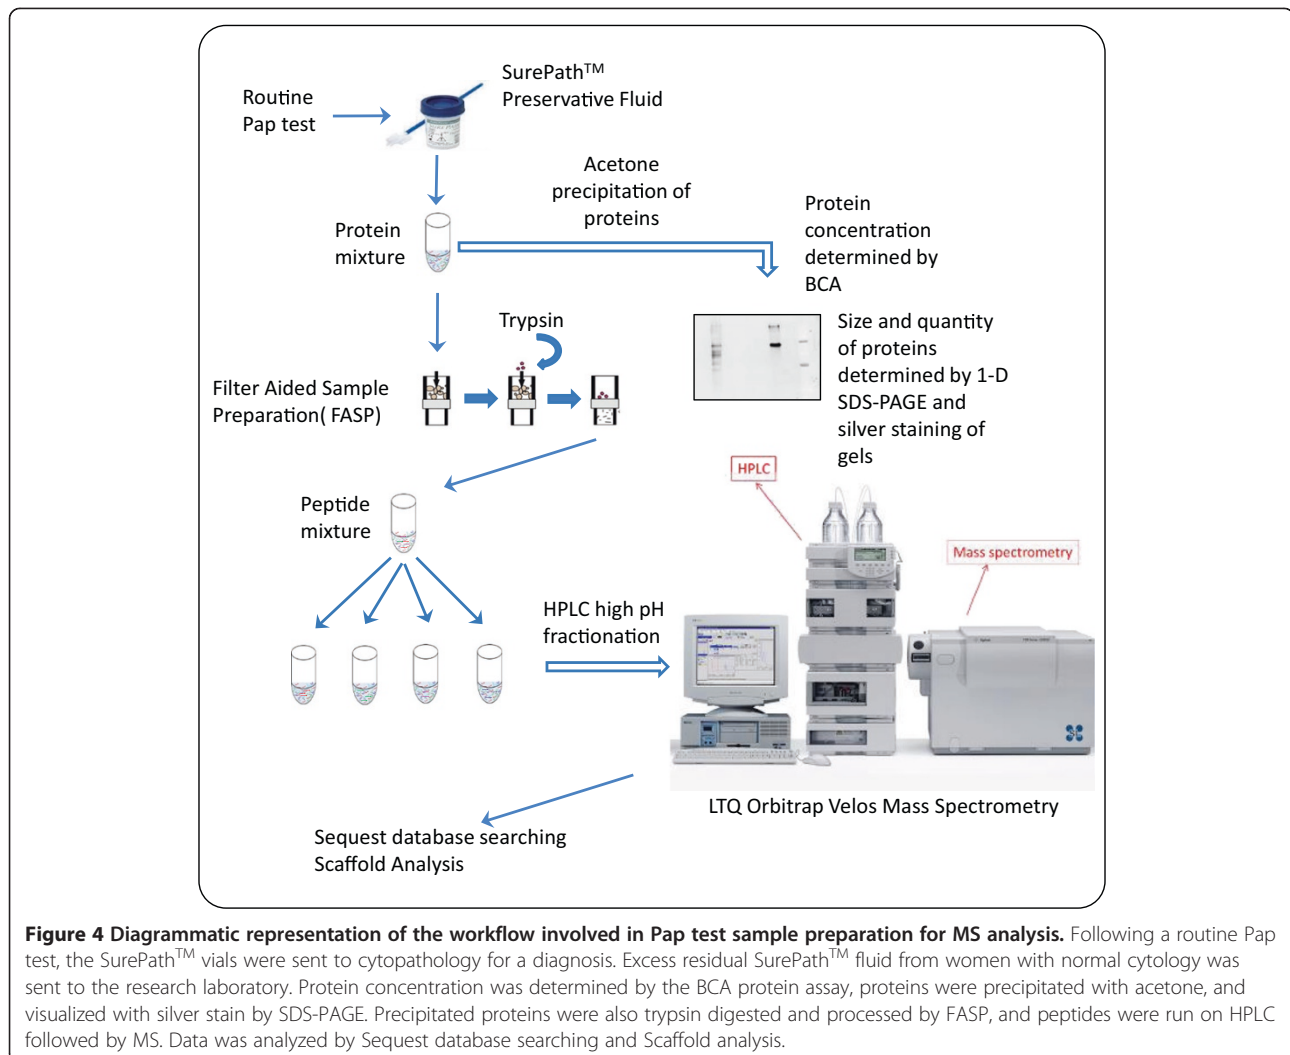 Routine
Pap test
SurePath™
Preservative Fluid
Acetone
precipitation of
proteins
Protein
mixture
Protein
concentration
determined by
BCA
Trypsin
Size and quantity
of proteins
determined by 1-D
SDS-PAGE and
silver staining of
gels
Filter Aided Sample
Preparation( FASP)
HPLC
Peptide
mixture
Mass spectrometry
HPLC high pH
fractionation
LTQ Orbitrap Velos Mass Spectrometry
Sequest database searching
Scaffold Analysis
Figure 4 Diagrammatic representation of the workflow involved in Pap test sample preparation for MS analysis. Following a routine Pap
test, the SurePath™ vials were sent to cytopathology for a diagnosis. Excess residual SurePath™ fluid from women with normal cytology was
sent to the research laboratory. Protein concentration was determined by the BCA protein assay, proteins were precipitated with acetone, and
visualized with silver stain by SDS-PAGE. Precipitated proteins were also trypsin digested and processed by FASP, and peptides were run on HPLC
followed by MS. Data was analyzed by Sequest database searching and Scaffold analysis.